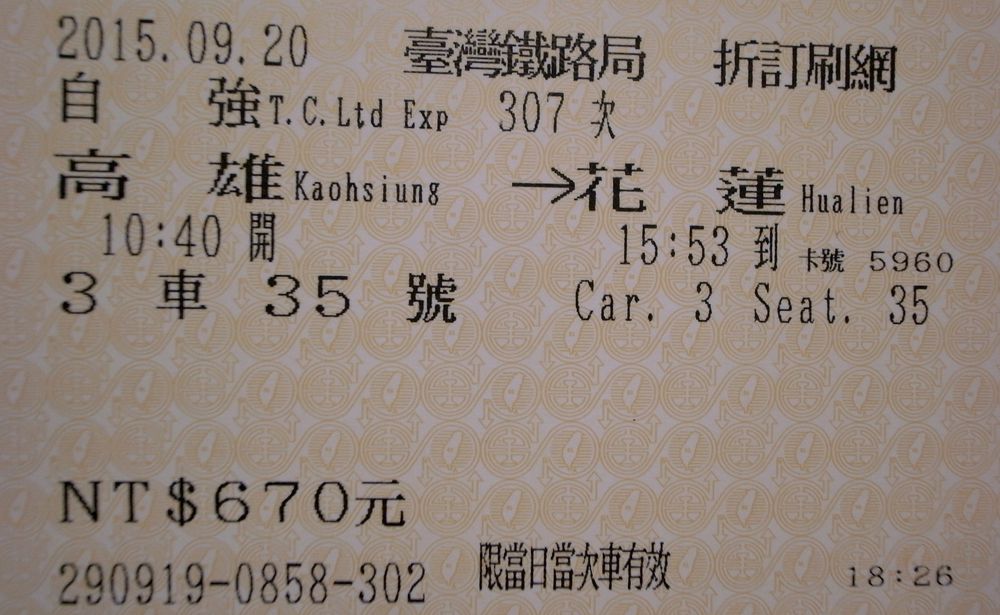 2015.09.20 臺灣鐵路局 折訂刷網
自強 T.C.Ltd Exp 307 次
高雄 Kaohsiung → 花蓮 Hualien
10:40 開 15:53 到 卡號 5960
3 車 35 號 Car. 3 Seat. 35
NT$670元
290919-0858-302 限當日當次車有效 18:26